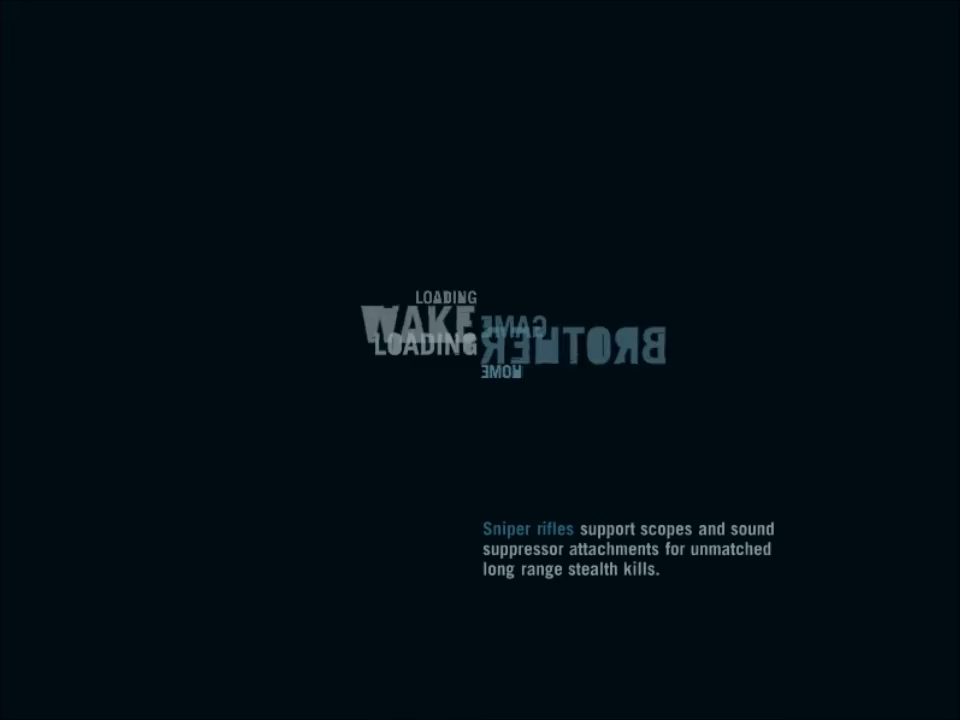 LOADING
WAKE
GAME
LOADING
BROTHER
HOME
Sniper rifles support scopes and sound
suppressor attachments for unmatched
long range stealth kills.